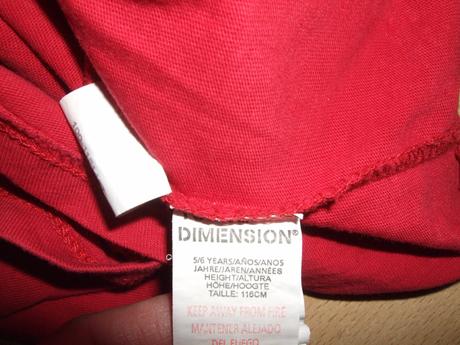 DIMENSION®
5/6 YEARS/AÑOS/ANOS
JAHRE/JAREN/ANNÉES
HEIGHT/ALTURA
HÖHE/HOOGTE
TAILLE: 116CM
KEEP AWAY FROM FIRE
MANTENER ALEJADO
DEL FUEGO